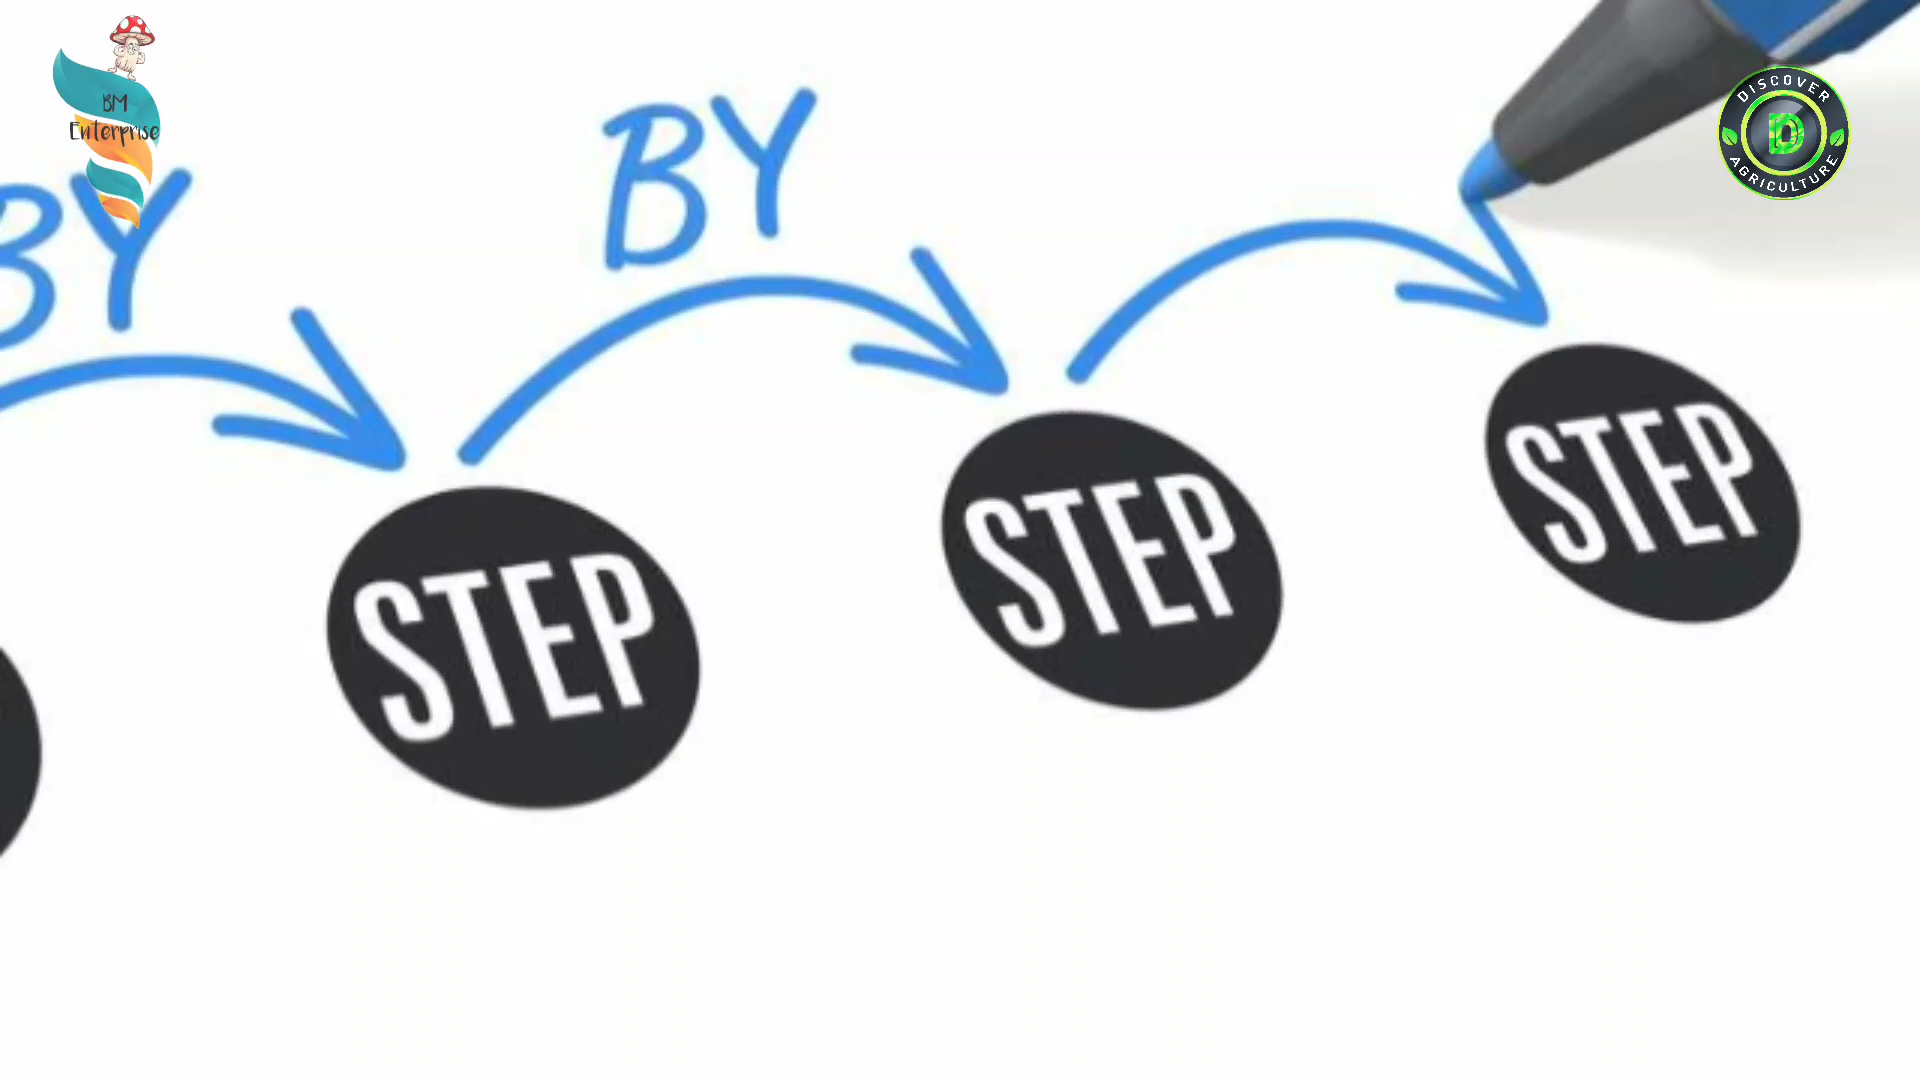 BM
Enterprise
DISCOVER
D
AGRICULTURE
BY
BY
STEP
STEP
STEP